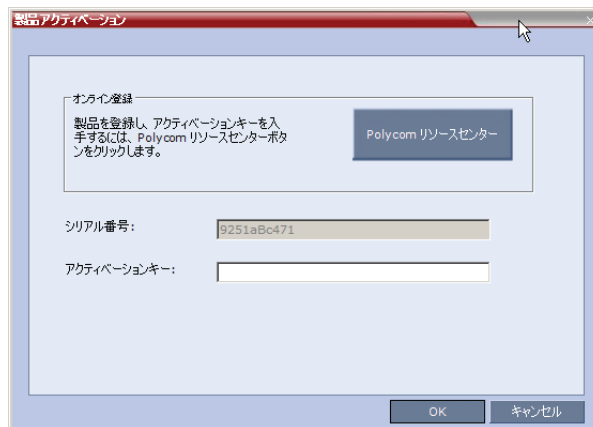 製品アクティベーション
オンライン登録
製品を登録し、アクティベーションキーを入
手するには、Polycom リソースセンターボタ
ンをクリックします。
Polycom リソースセンター
シリアル番号:
9251aBc471
アクティベーションキー:
OK
キャンセル